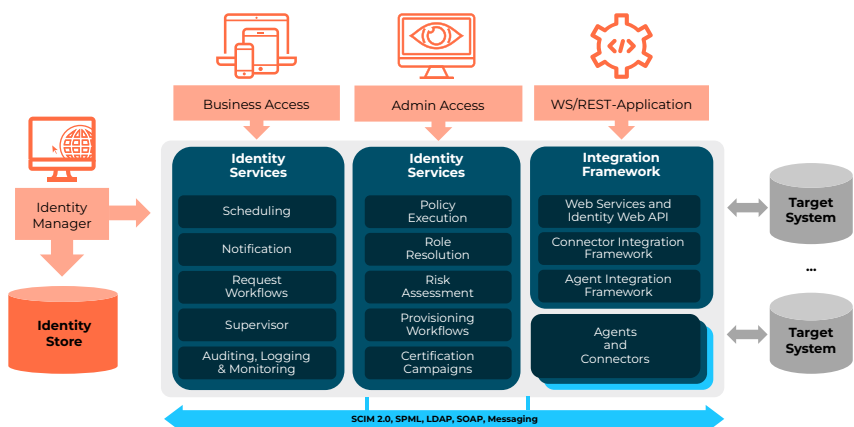 Business Access
Admin Access
WS/REST-Application
Identity
Manager
Identity
Store
Identity
Services
Scheduling
Notification
Request
Workflows
Supervisor
Auditing, Logging
& Monitoring
Identity
Services
Policy
Execution
Role
Resolution
Risk
Assessment
Provisioning
Workflows
Certification
Campaigns
Integration
Framework
Web Services and
Identity Web API
Connector Integration
Framework
Agent Integration
Framework
Agents
and
Connectors
Target
System
...
Target
System
SCIM 2.0, SPML, LDAP, SOAP, Messaging